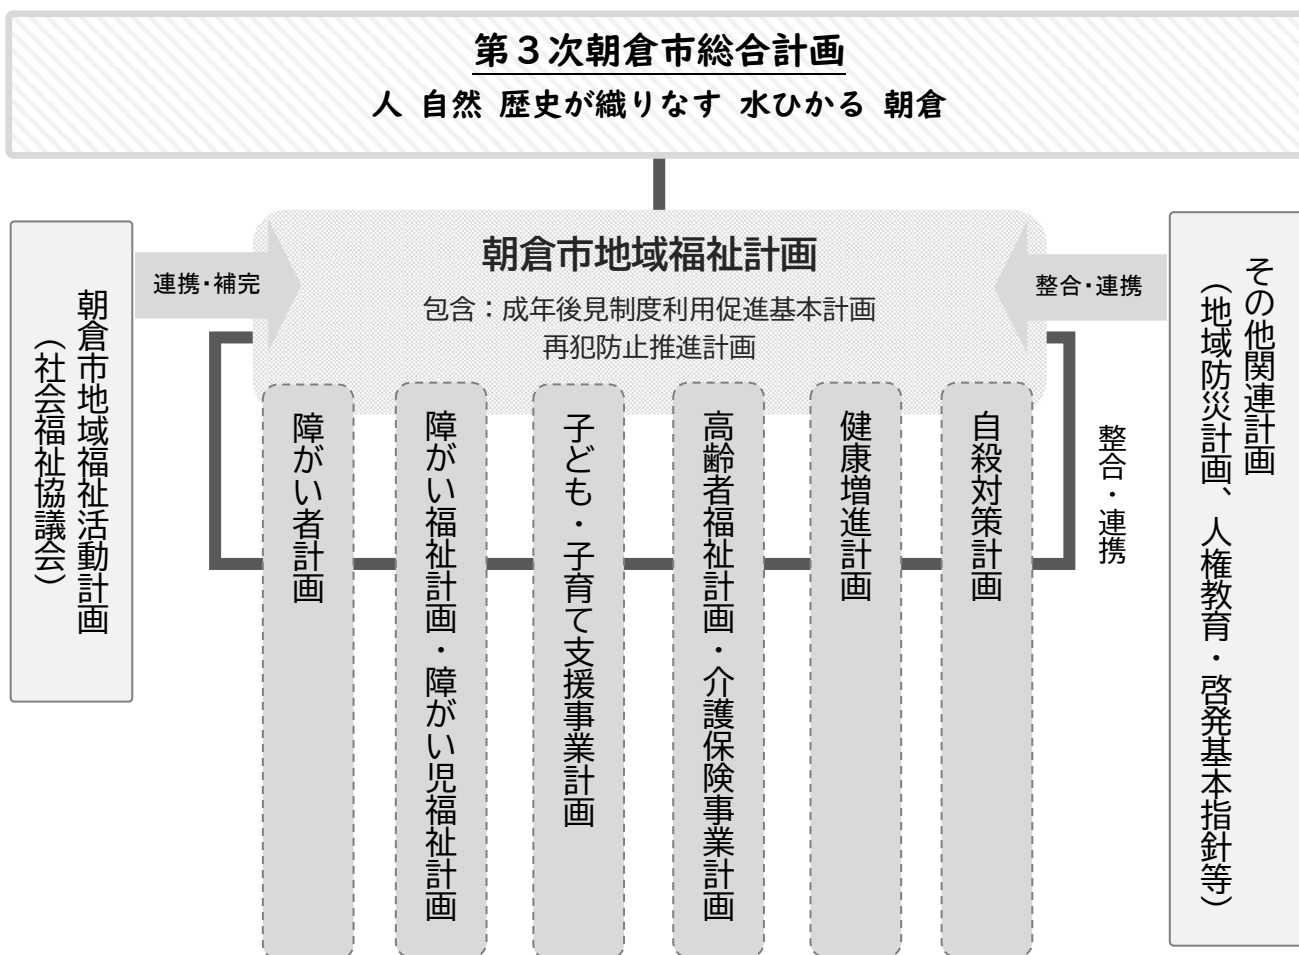 第３次朝倉市総合計画
人 自然 歴史が織りなす 水ひかる 朝倉
朝倉市地域福祉計画
包含：成年後見制度利用促進基本計画
再犯防止推進計画
連携・補完
整合・連携
朝倉市地域福祉活動計画
（社会福祉協議会）
障がい者計画
障がい福祉計画・障がい児福祉計画
子ども・子育て支援事業計画
高齢者福祉計画・介護保険事業計画
健康増進計画
自殺対策計画
整合・連携
その他関連計画
（地域防災計画、人権教育・啓発基本指針等）